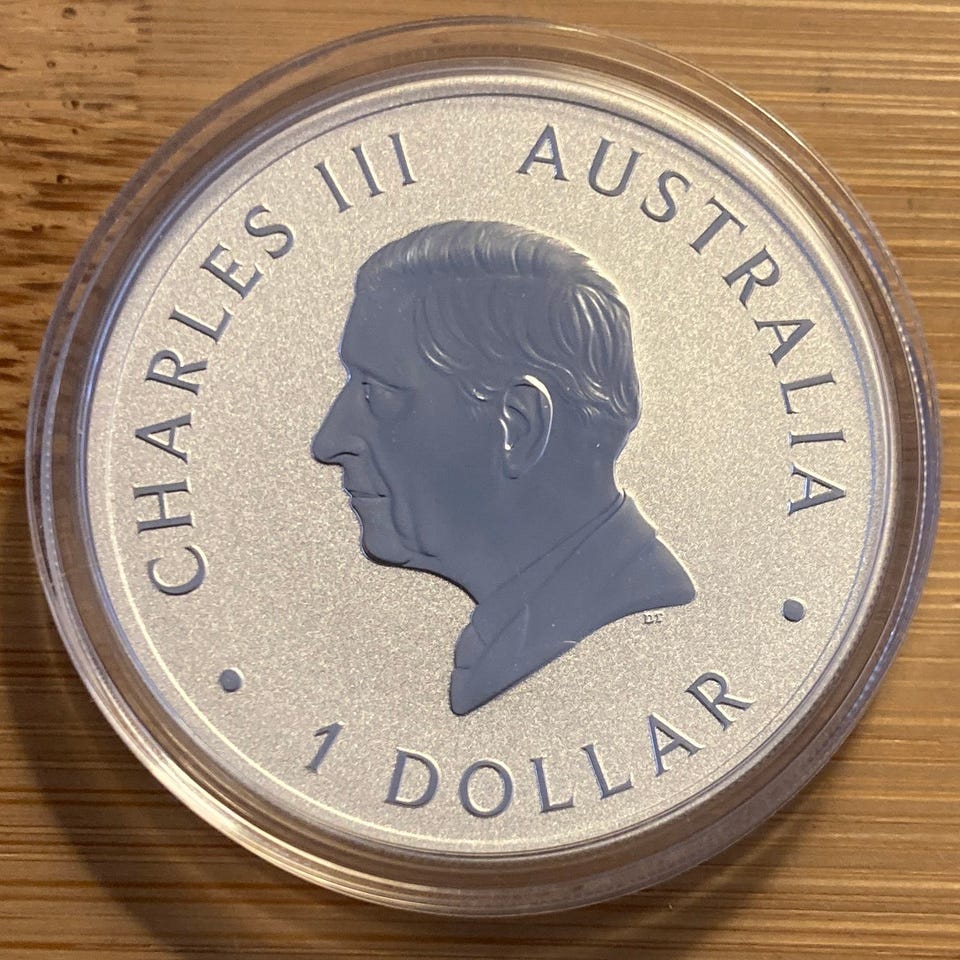 CHARLES III AUSTRALIA
• 1 DOLLAR •
DT